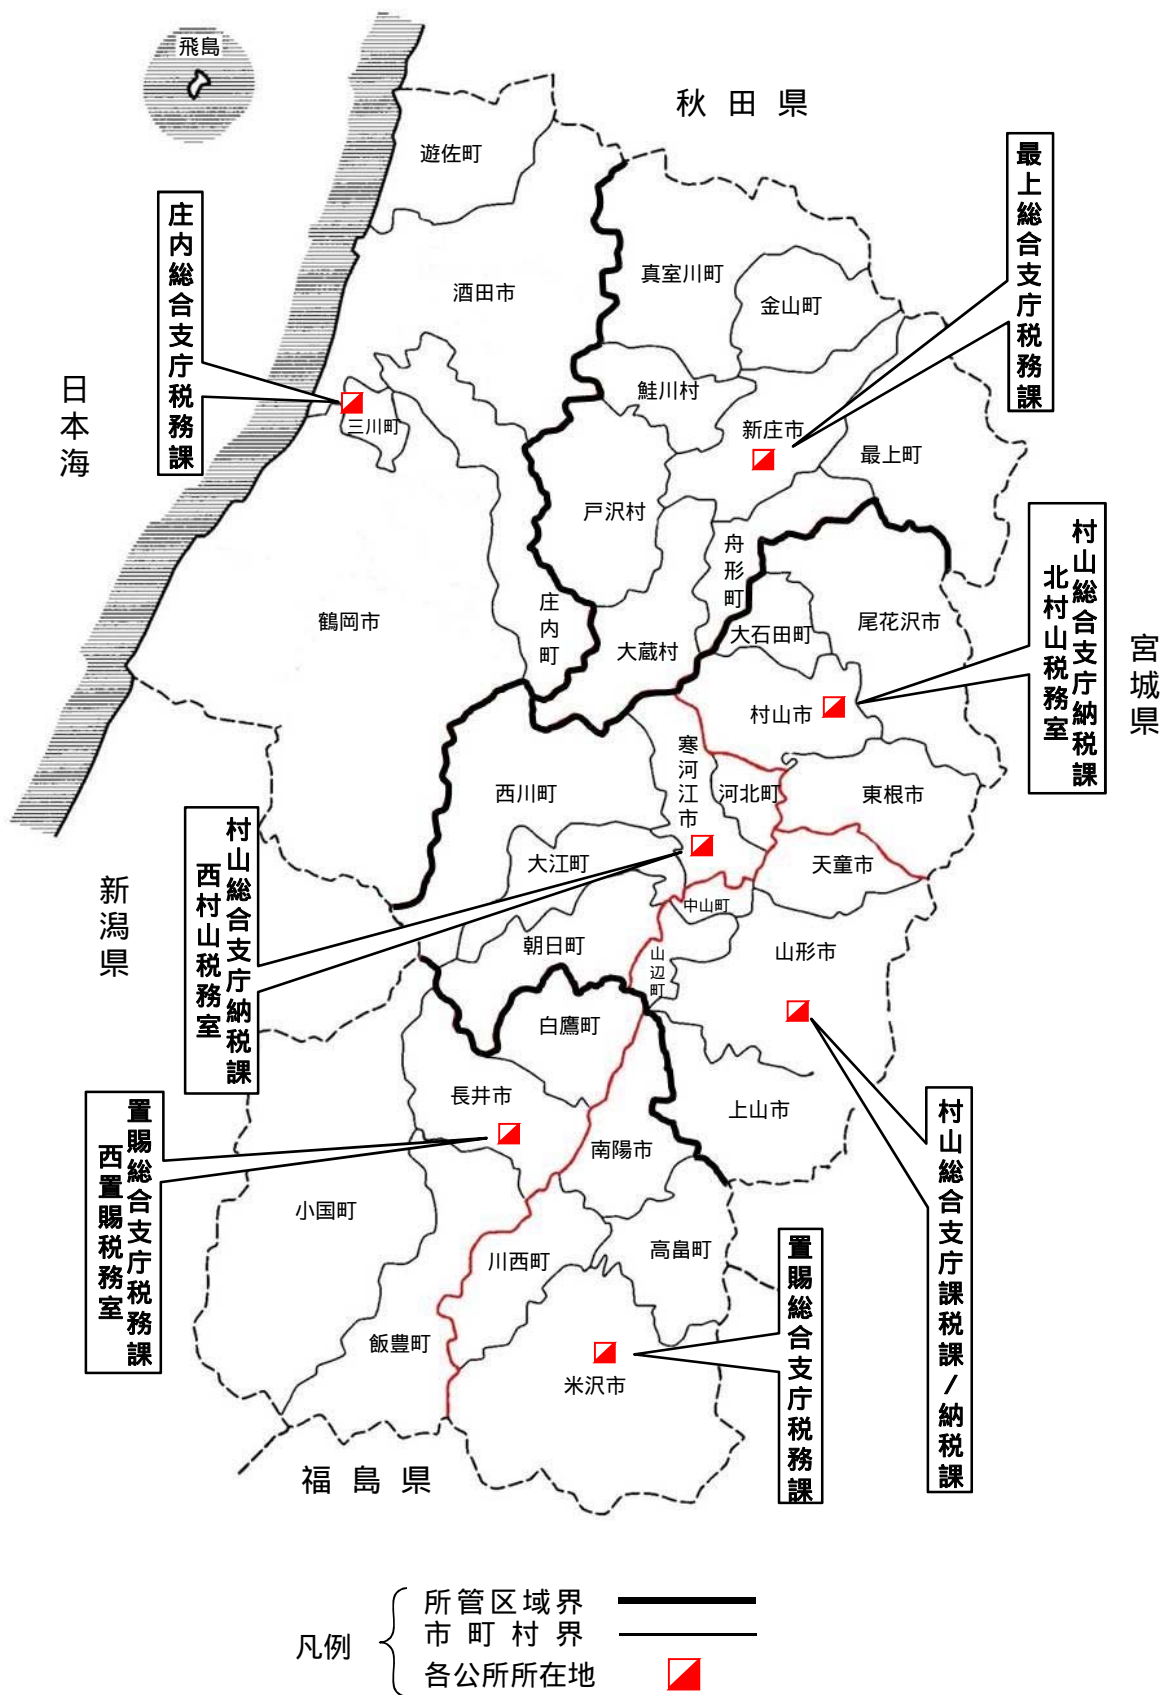 飛島
秋田県
遊佐町
最上総合支庁税務課
庄内総合支庁税務課
酒田市
真室川町
金山町
日本海
鮭川村
三川町
新庄市
最上町
戸沢村
舟形町
村山総合支庁納税課
北村山税務室
庄内町
鶴岡市
大蔵村
大石田町
尾花沢市
宮城県
村山市
寒河江市
西川町
河北町
東根市
村山総合支庁納税課
西村山税務室
大江町
天童市
新潟県
中山町
朝日町
山辺町
山形市
白鷹町
長井市
上山市
置賜総合支庁税務課
西置賜税務室
南陽市
村山総合支庁課税課/納税課
小国町
川西町
高畠町
置賜総合支庁税務課
飯豊町
米沢市
福島県
凡例
所管区域界
市町村界
各公所所在地